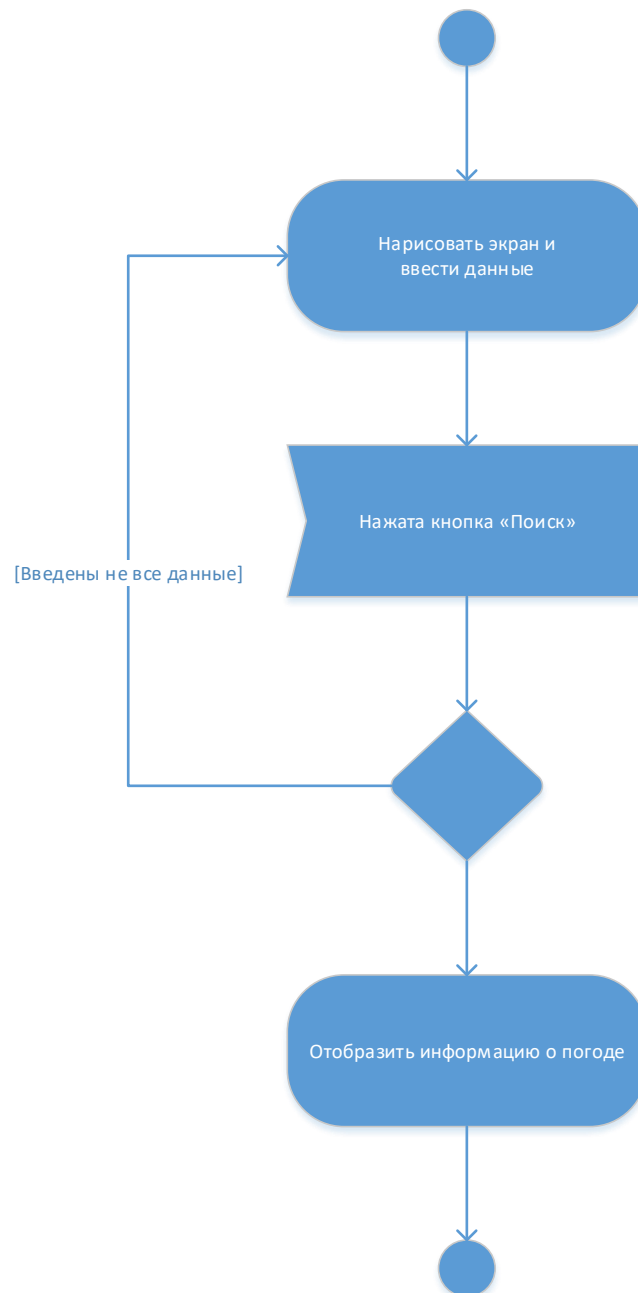 Нарисовать экран и
ввести данные
Нажата кнопка «Поиск»
[Введены не все данные]
Отобразить информацию о погоде